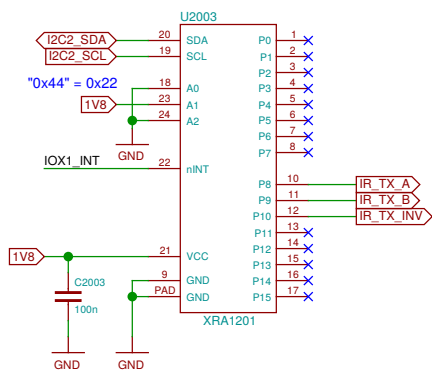 U2003
I2C2_SDA 20 SDA P0 1
I2C2_SCL 19 SCL P1 2
P2 3
"0x44" = 0x22 18 A0 P3 4
1V8 23 A1 P4 5
24 A2 P5 6
P6 7
GND P7 8
IOX1_INT 22 nINT
P8 10 IR_TX_A
P9 11 IR_TX_B
P10 12 IR_TX_INV
P11 13
P12 14
1V8 21 VCC P13 15
C2003 9 GND P14 16
100n PAD GND P15 17
XRA1201
GND GND